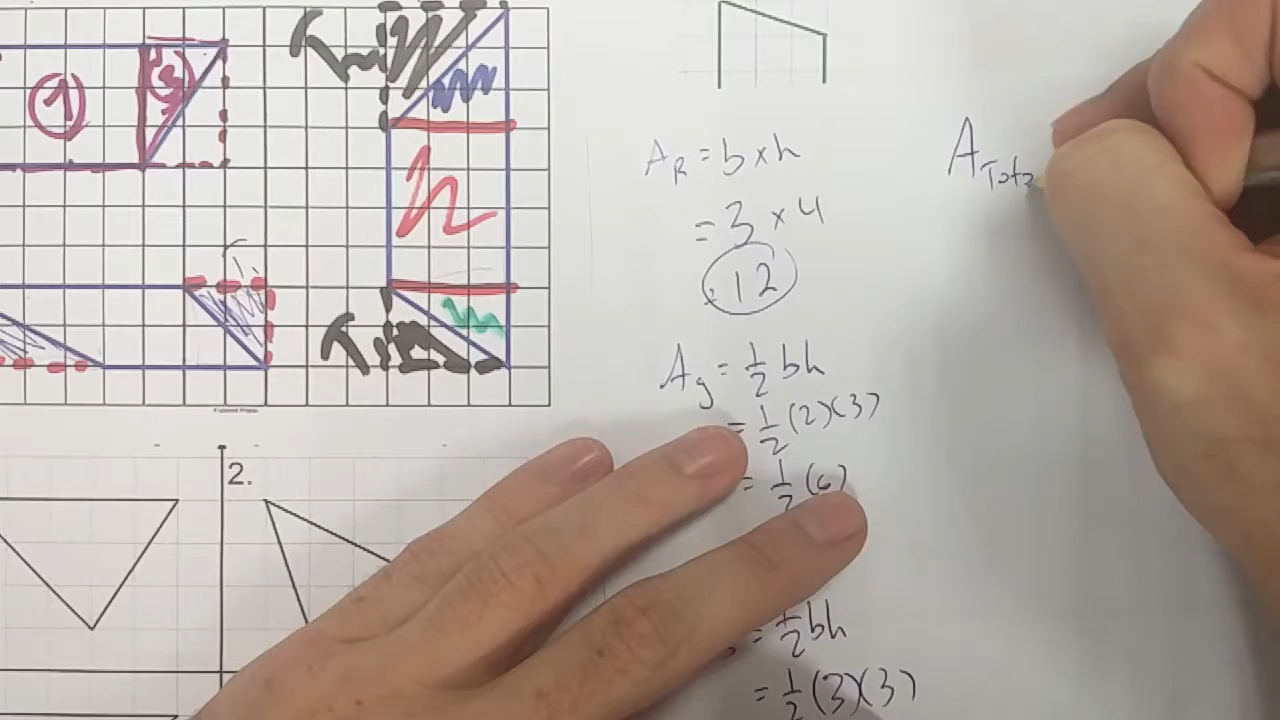 1
3
A_R = b x h
= 3 x 4
12
A_g = 1/2 bh
= 1/2 (2)(3)
= 1/2 (6)
= 1/2 bh
= 1/2 (3)(3)
A_Tota
2.